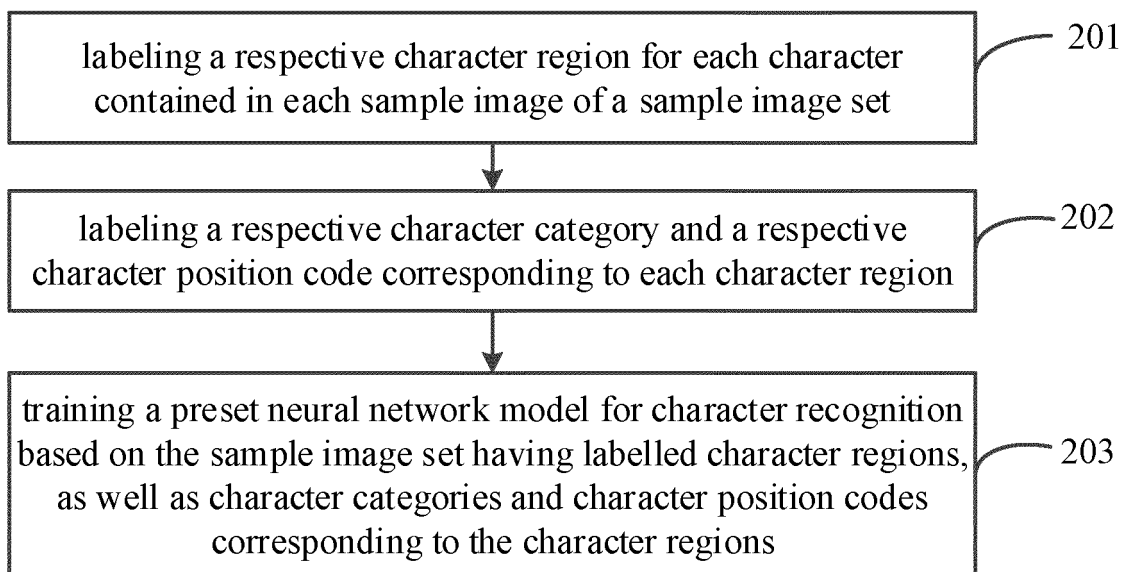 labeling a respective character region for each character
contained in each sample image of a sample image set
201
labeling a respective character category and a respective
character position code corresponding to each character region
202
training a preset neural network model for character recognition
based on the sample image set having labelled character regions,
as well as character categories and character position codes
corresponding to the character regions
203